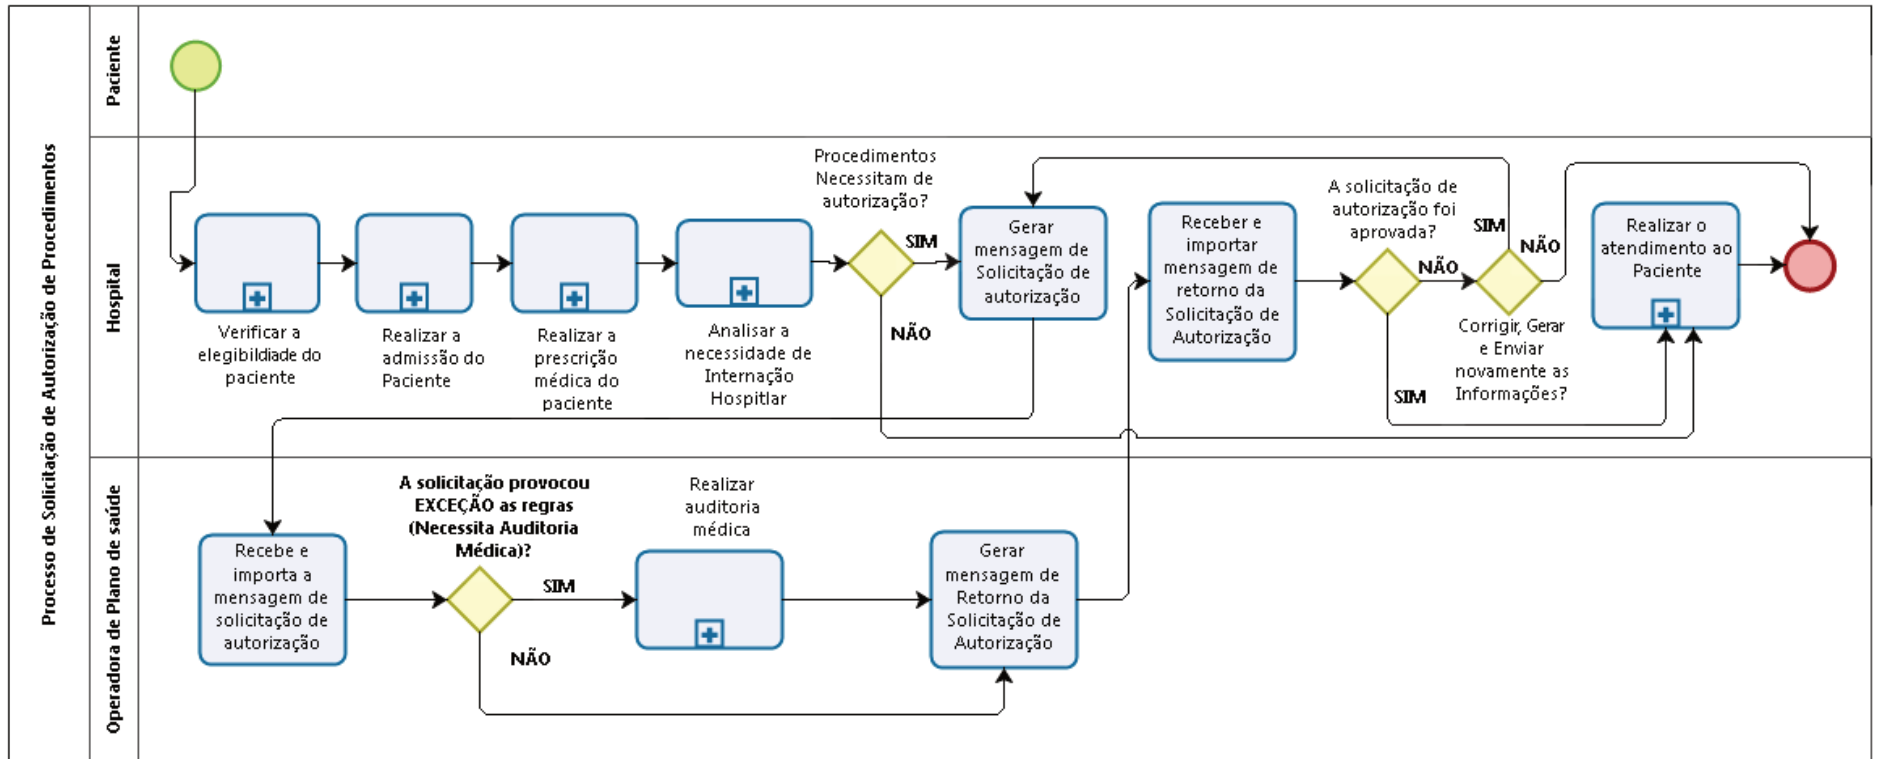 Processo de Solicitação de Autorização de Procedimentos
Paciente
Hospital
Verificar a
elegibildiade do
paciente
Realizar a
admissão do
Paciente
Realizar a
prescrição
médica do
paciente
Analisar a
necessidade de
Internação
Hospitlar
Procedimentos
Necessitam de
autorização?
SIM
NÃO
Gerar
mensagem de
Solicitação de
autorização
Receber e
importar
mensagem de
retorno da
Solicitação de
Autorização
A solicitação de
autorização foi
aprovada?
NÃO
SIM
SIM
NÃO
Corrigir, Gerar
e Enviar
novamente as
Informações?
Realizar o
atendimento ao
Paciente
Operadora de Plano de saúde
Recebe e
importa a
mensagem de
solicitação de
autorização
A solicitação provocou
EXCEÇÃO as regras
(Necessita Auditoria
Médica)?
SIM
NÃO
Realizar
auditoria
médica
Gerar
mensagem de
Retorno da
Solicitação de
Autorização